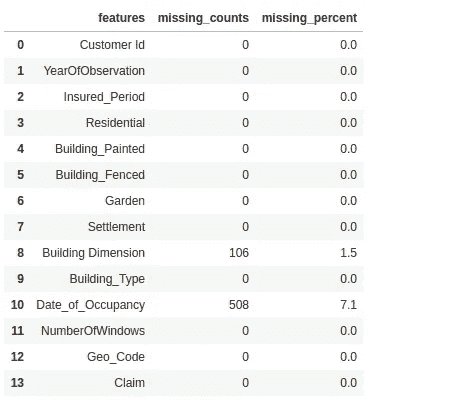 features missing_counts missing_percent
0 Customer Id 0 0.0
1 YearOfObservation 0 0.0
2 Insured_Period 0 0.0
3 Residential 0 0.0
4 Building_Painted 0 0.0
5 Building_Fenced 0 0.0
6 Garden 0 0.0
7 Settlement 0 0.0
8 Building Dimension 106 1.5
9 Building_Type 0 0.0
10 Date_of_Occupancy 508 7.1
11 NumberOfWindows 0 0.0
12 Geo_Code 0 0.0
13 Claim 0 0.0